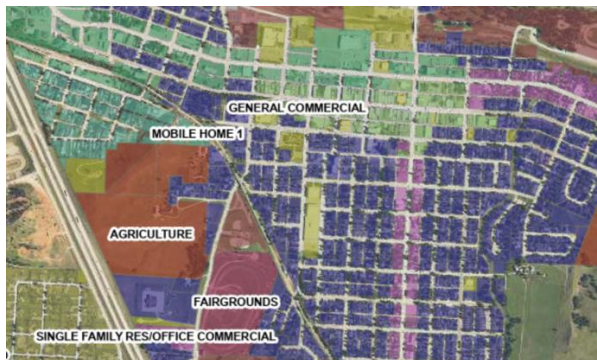 GENERAL COMMERCIAL
MOBILE HOME 1
AGRICULTURE
FAIRGROUNDS
SINGLE FAMILY RES/OFFICE COMMERCIAL